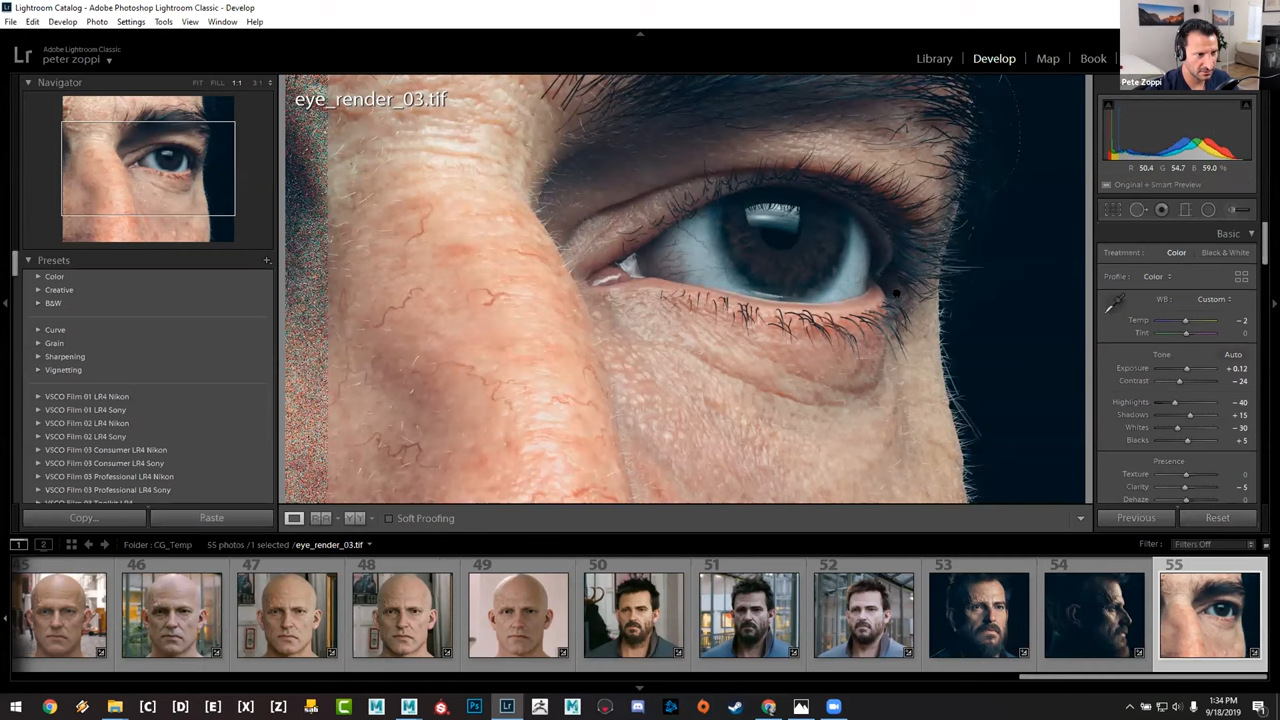 Lightroom Catalog - Adobe Photoshop Lightroom Classic - Develop
File Edit Develop Photo Settings Tools View Window Help
Lr
Adobe Lightroom Classic
peter zoppi
Library | Develop | Map | Book
Pete Zoppi
Navigator FIT FILL 1:1 3:1
eye_render_03.tif
R 50.4 G 54.7 B 59.0 %
Original + Smart Preview
Basic
Treatment: Color Black & White
Profile: Color
WB: Custom
Temp - 2
Tint 0
Tone Auto
Exposure + 0.12
Contrast - 24
Highlights - 40
Shadows + 15
Whites - 30
Blacks + 5
Presence
Texture 0
Clarity - 5
Dehaze 0
Previous Reset
Presets +
Color
Creative
B&W
Curve
Grain
Sharpening
Vignetting
VSCO Film 01 LR4 Nikon
VSCO Film 01 LR4 Sony
VSCO Film 02 LR4 Nikon
VSCO Film 02 LR4 Sony
VSCO Film 03 Consumer LR4 Nikon
VSCO Film 03 Consumer LR4 Sony
VSCO Film 03 Professional LR4 Nikon
VSCO Film 03 Professional LR4 Sony
Copy... Paste
Soft Proofing
1 2 Folder : CG_Temp 55 photos / 1 selected / eye_render_03.tif Filter : Filters Off
45 46 47 48 49 50 51 52 53 54 55
[C] [D] [E] [X] [Z] Ps Lr
1:34 PM
9/18/2019